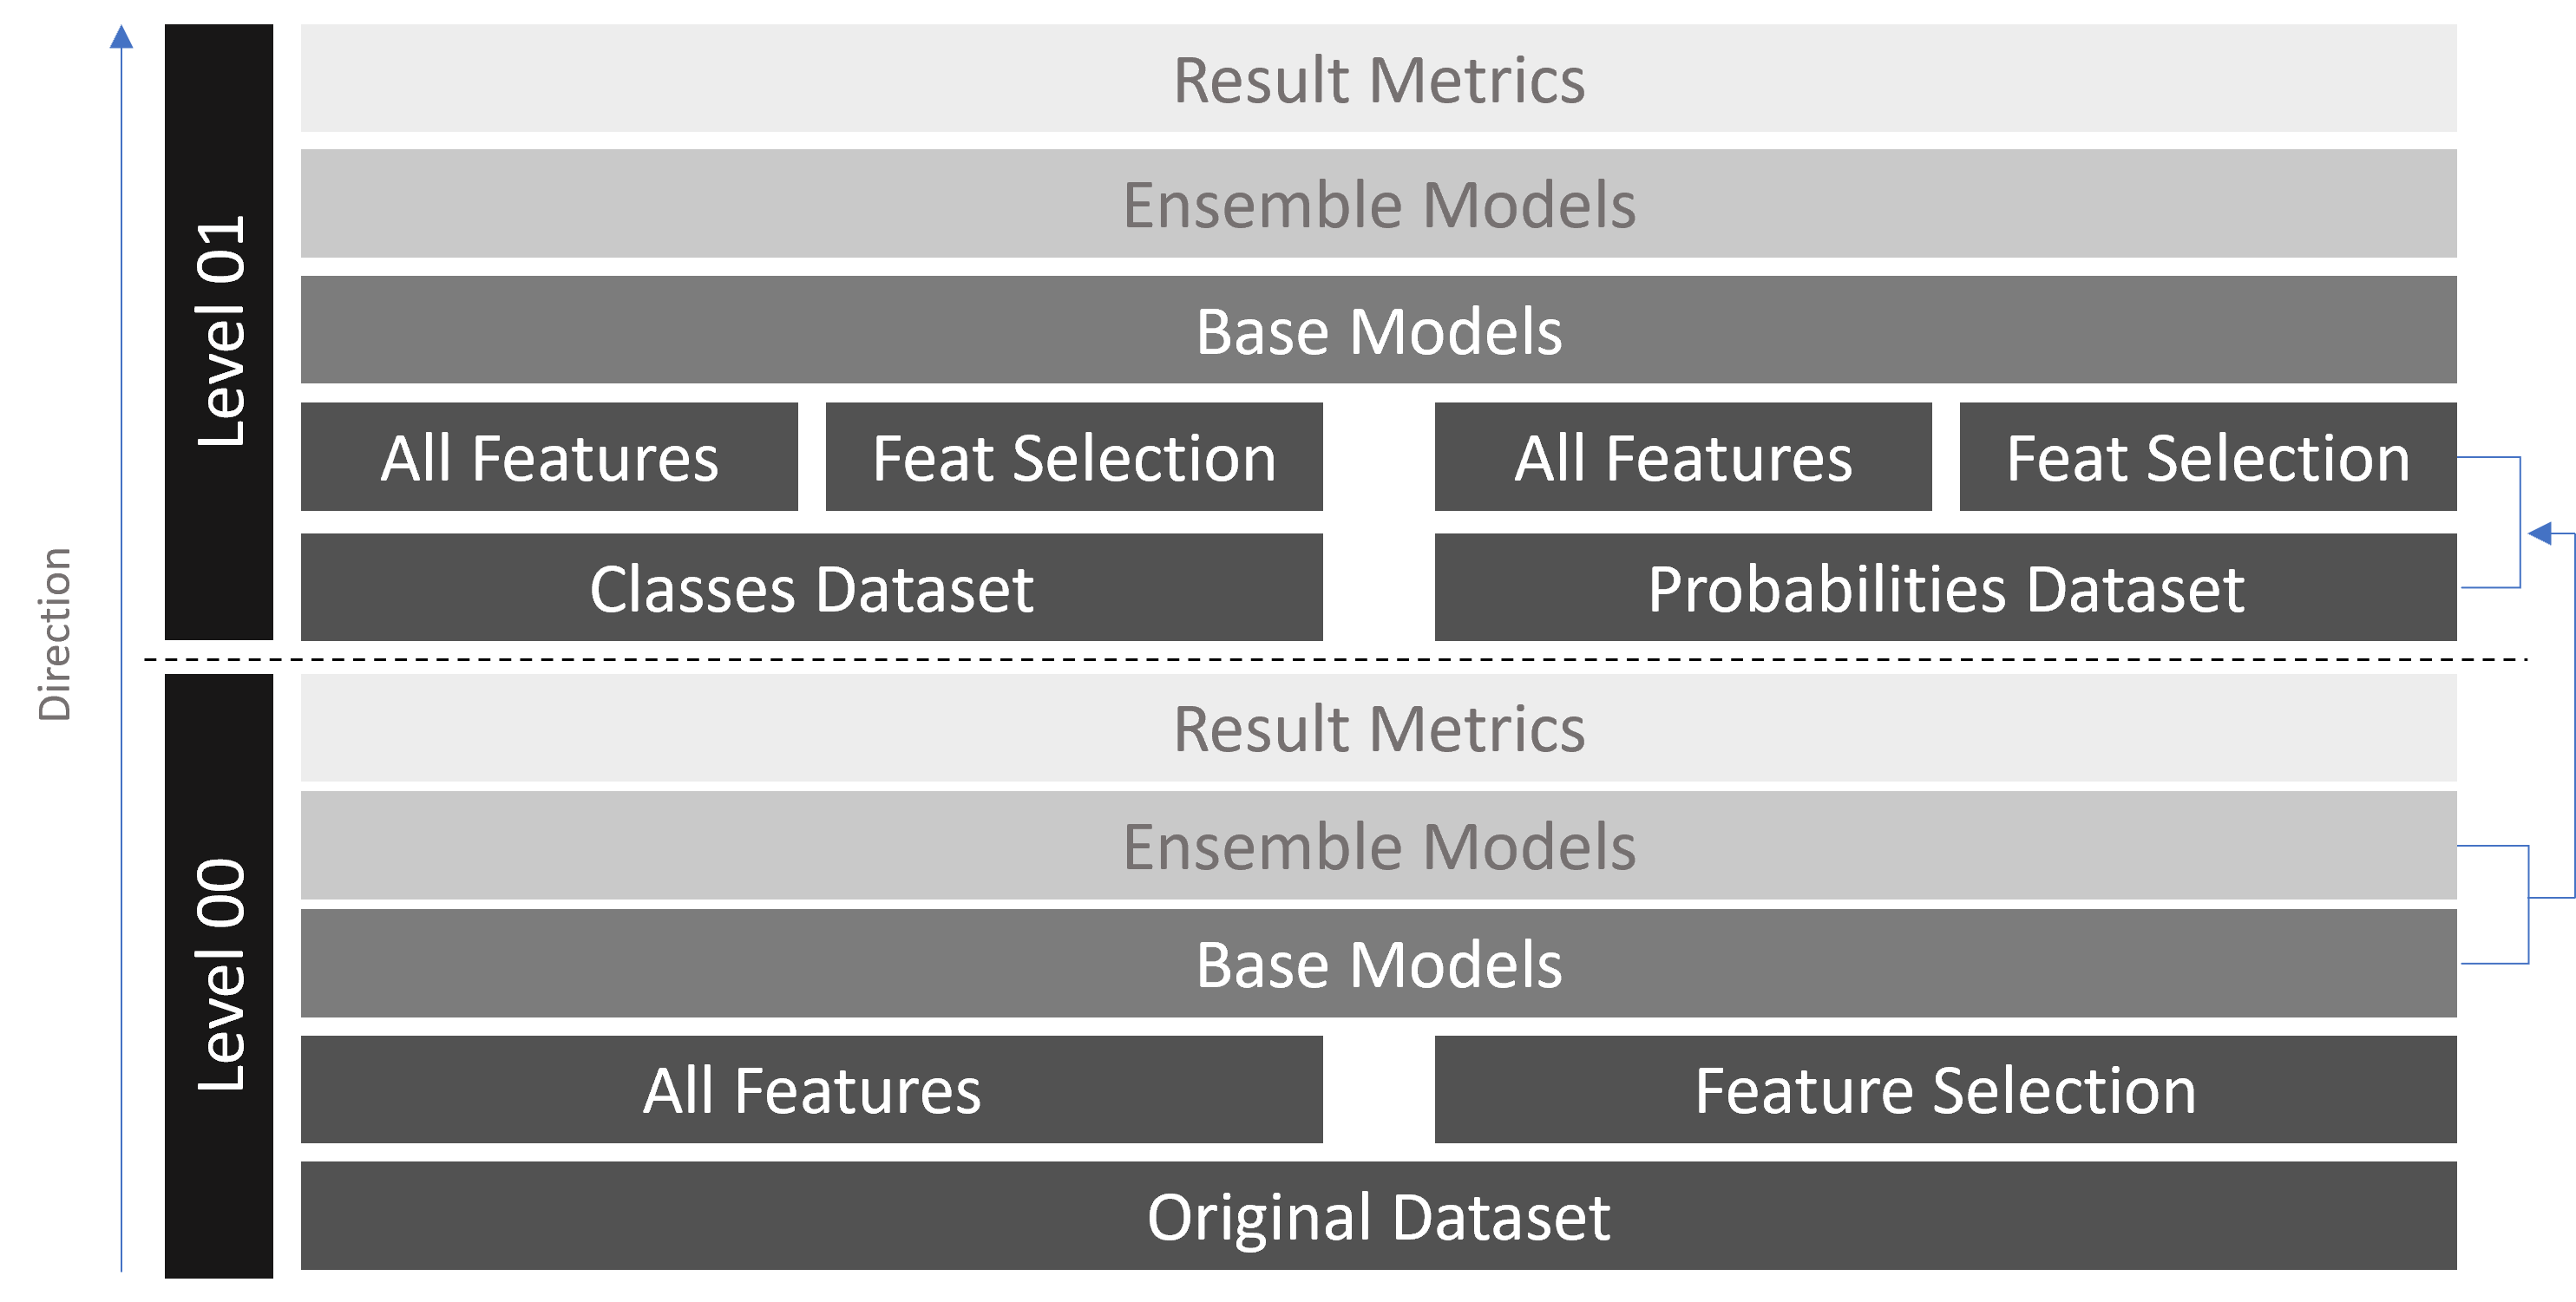 Direction
Level 01
Result Metrics
Ensemble Models
Base Models
All Features
Feat Selection
All Features
Feat Selection
Classes Dataset
Probabilities Dataset
Level 00
Result Metrics
Ensemble Models
Base Models
All Features
Feature Selection
Original Dataset